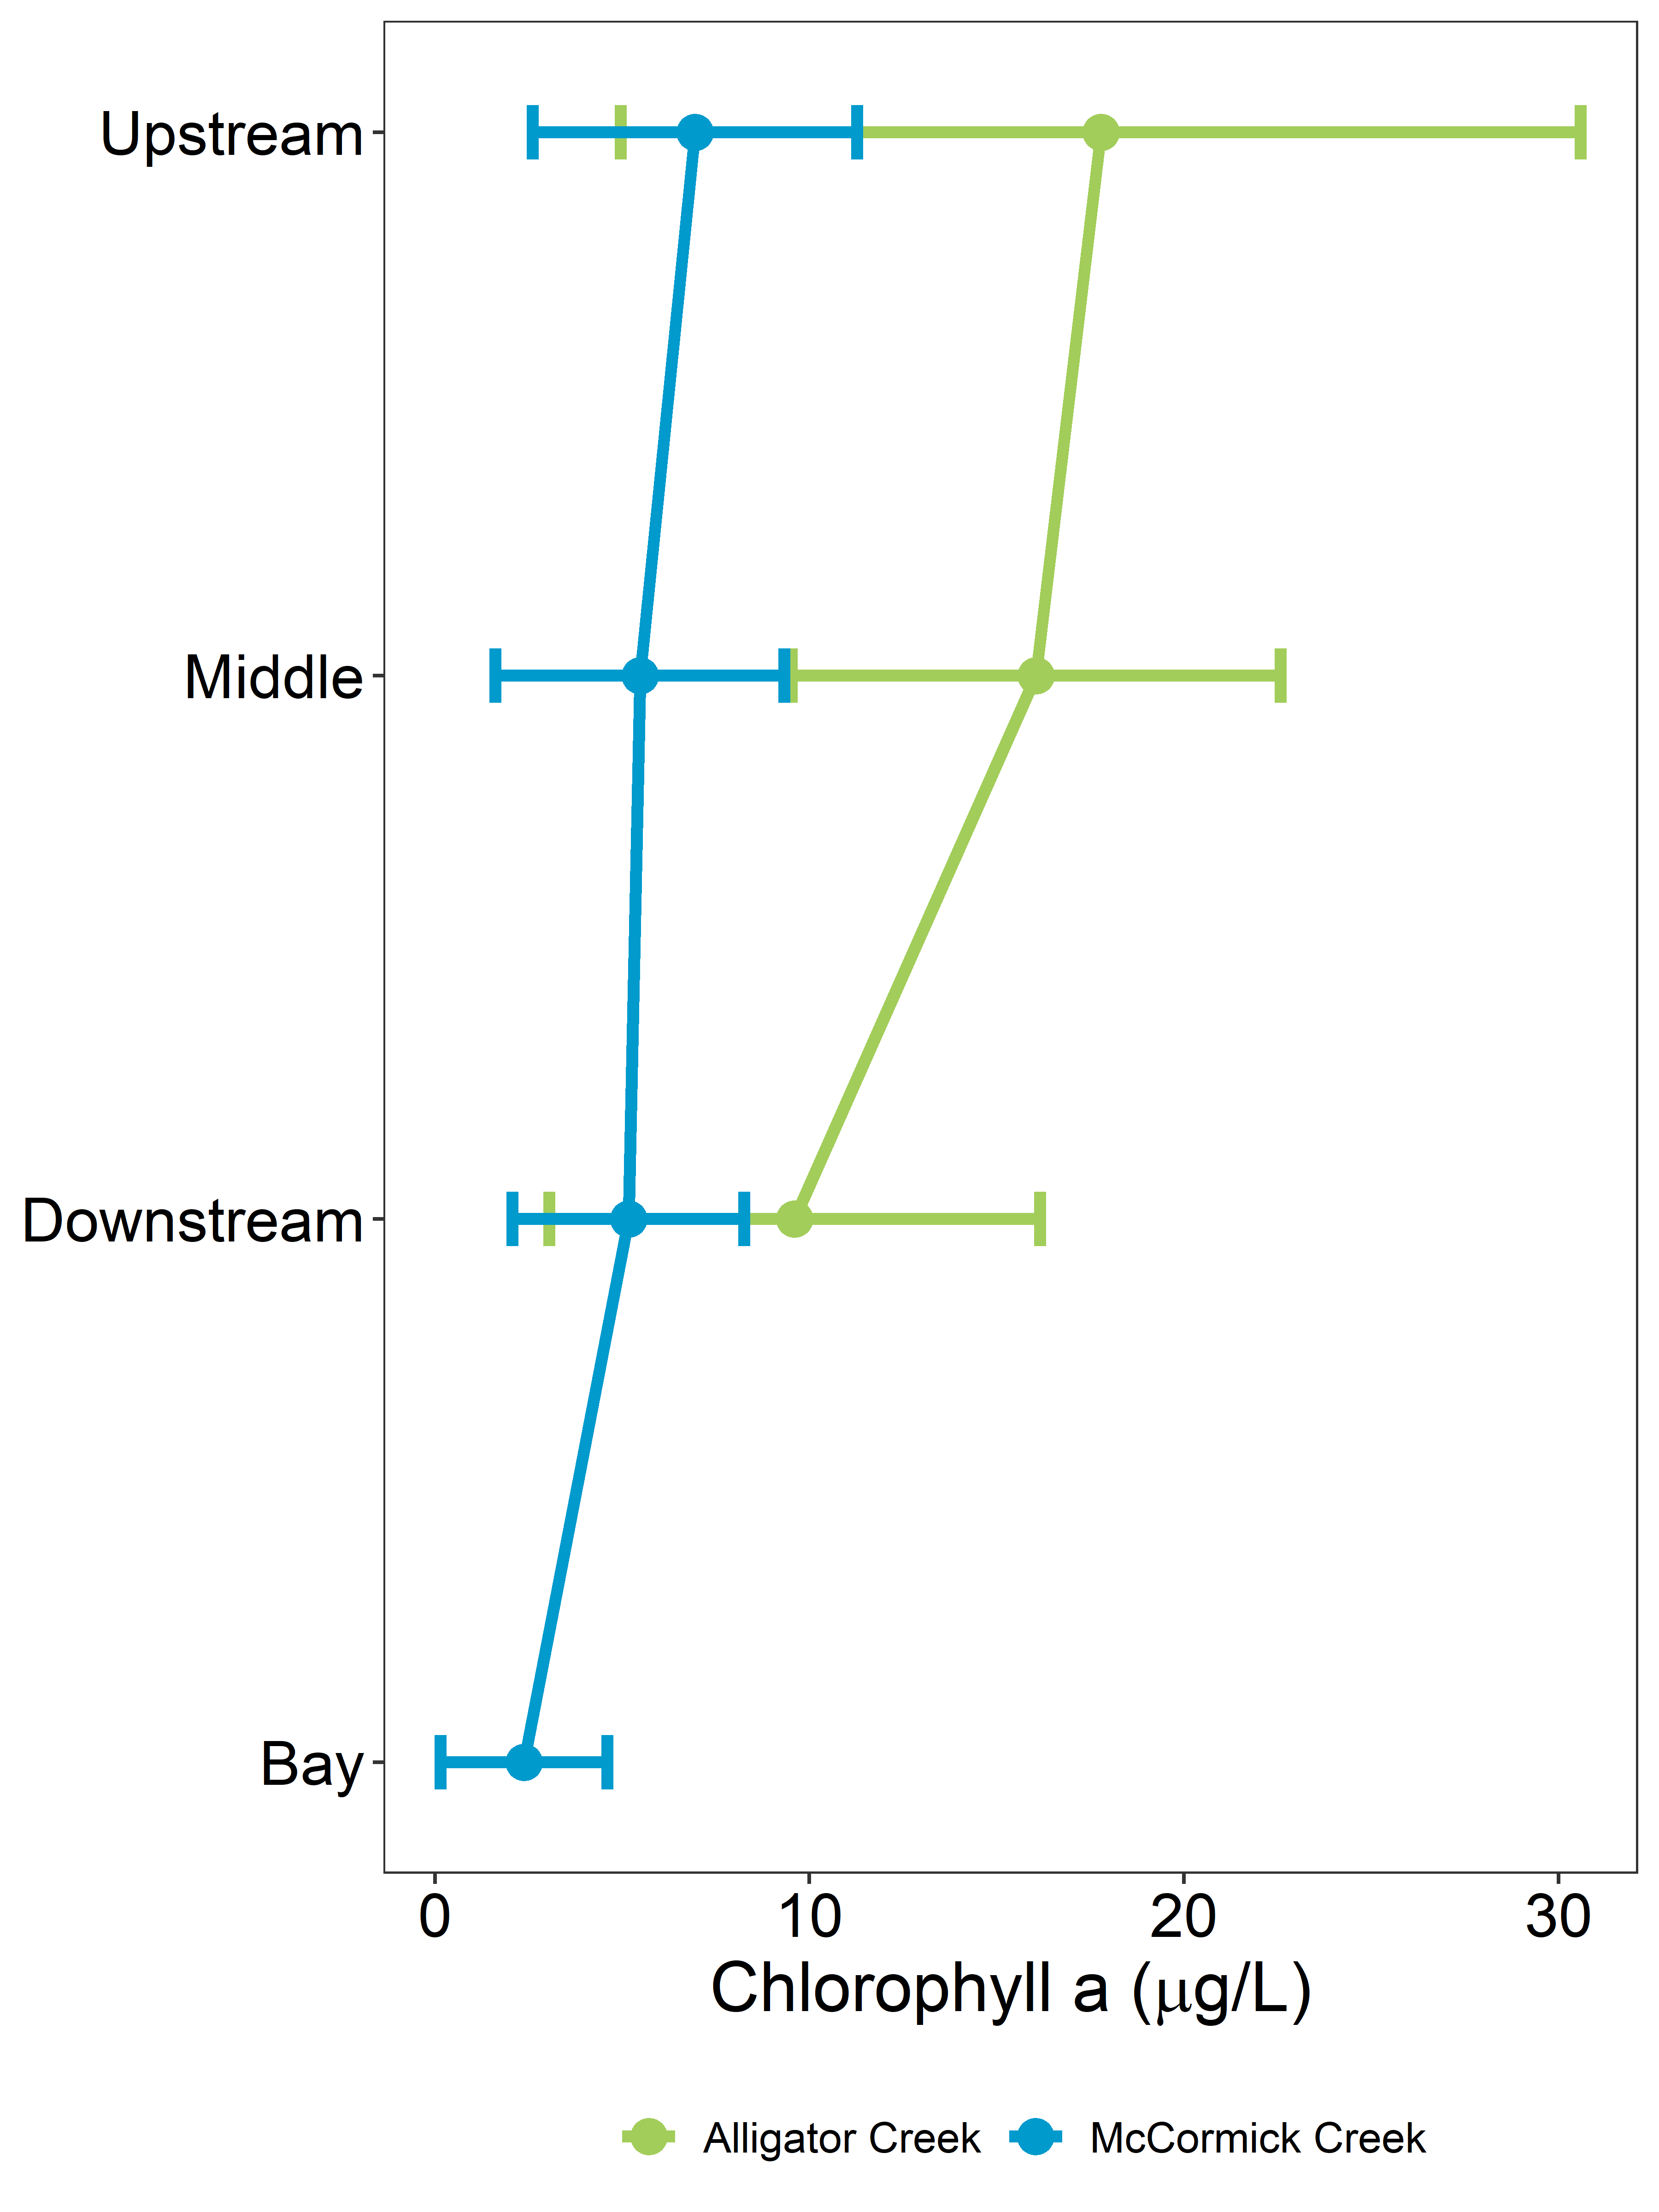 Upstream
Middle
Downstream
Bay
0 10 20 30
Chlorophyll a (μg/L)
Alligator Creek McCormick Creek